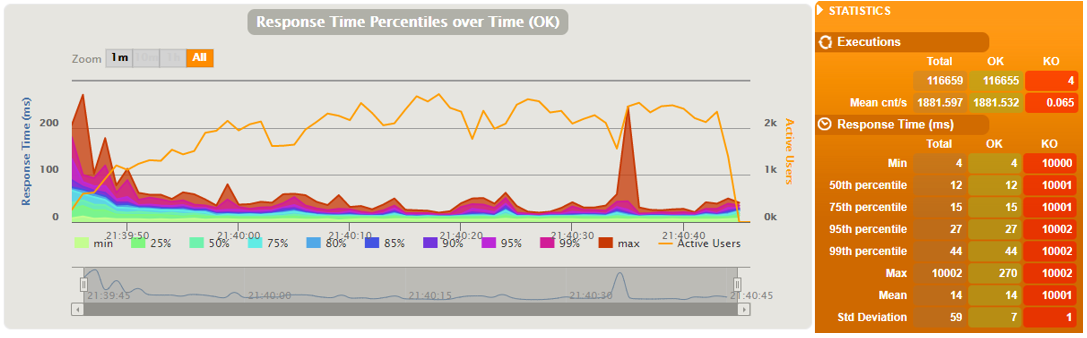 Response Time Percentiles over Time (OK)
Zoom 1m 10m 1h All
Response Time (ms)
200
100
0
Active Users
2k
1k
0k
21:39:50 21:40:00 21:40:10 21:40:20 21:40:30 21:40:40
min 25% 50% 75% 80% 85% 90% 95% 99% max Active Users
21:39:45 21:40:00 21:40:15 21:40:30 21:40:45
STATISTICS
Executions
Total OK KO
116659 116655 4
Mean cnt/s 1881.597 1881.532 0.065
Response Time (ms)
Total OK KO
Min 4 4 10000
50th percentile 12 12 10001
75th percentile 15 15 10001
95th percentile 27 27 10002
99th percentile 44 44 10002
Max 10002 270 10002
Mean 14 14 10001
Std Deviation 59 7 1